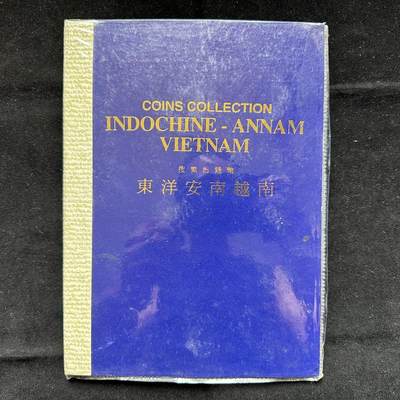 COINS COLLECTION
INDOCHINE - ANNAM
VIETNAM
東洋安南越南